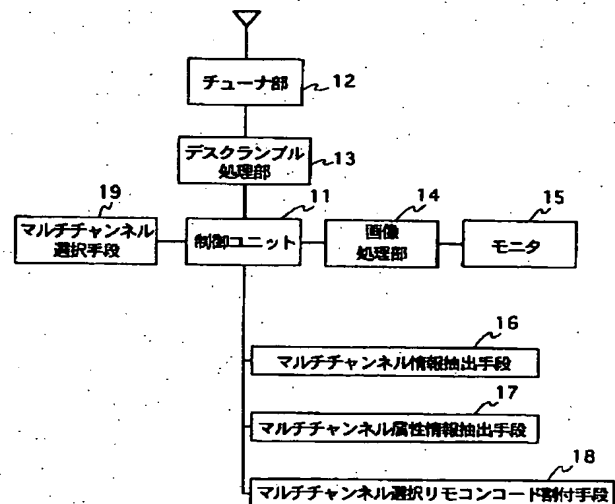 チューナ部
12
デスクランブル
処理部
13
19
マルチチャンネル
選択手段
11
制御ユニット
14
画像
処理部
15
モニタ
16
マルチチャンネル情報抽出手段
17
マルチチャンネル属性情報抽出手段
18
マルチチャンネル選択リモコンコード割付手段